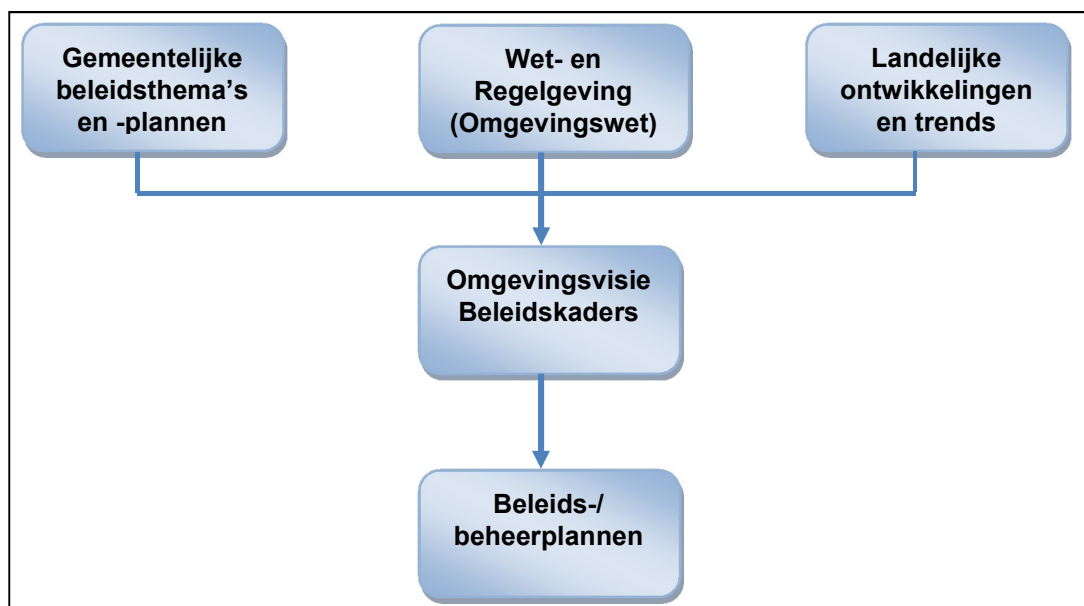 Gemeentelijke
beleidsthema's
en -plannen
Wet- en
Regelgeving
(Omgevingswet)
Landelijke
ontwikkelingen
en trends
Omgevingsvisie
Beleidskaders
Beleids-/
beheerplannen